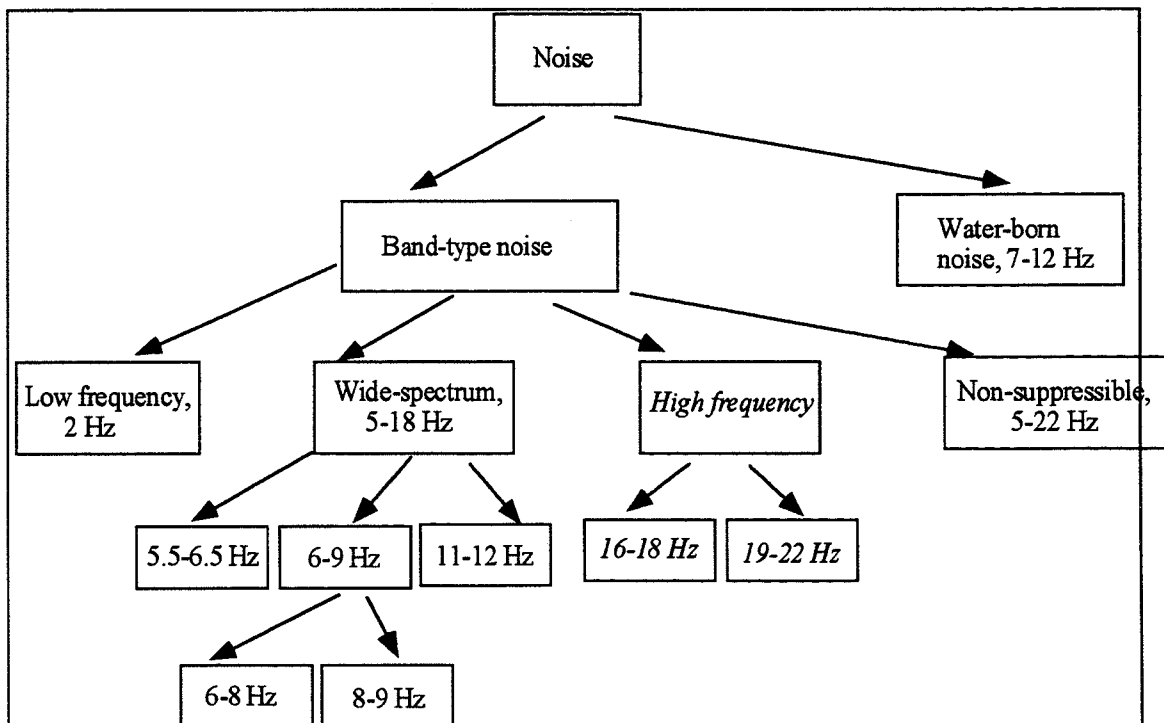 Noise
Band-type noise
Water-born
noise, 7-12 Hz
Low frequency,
2 Hz
Wide-spectrum,
5-18 Hz
High frequency
Non-suppressible,
5-22 Hz
5.5-6.5 Hz
6-9 Hz
11-12 Hz
16-18 Hz
19-22 Hz
6-8 Hz
8-9 Hz